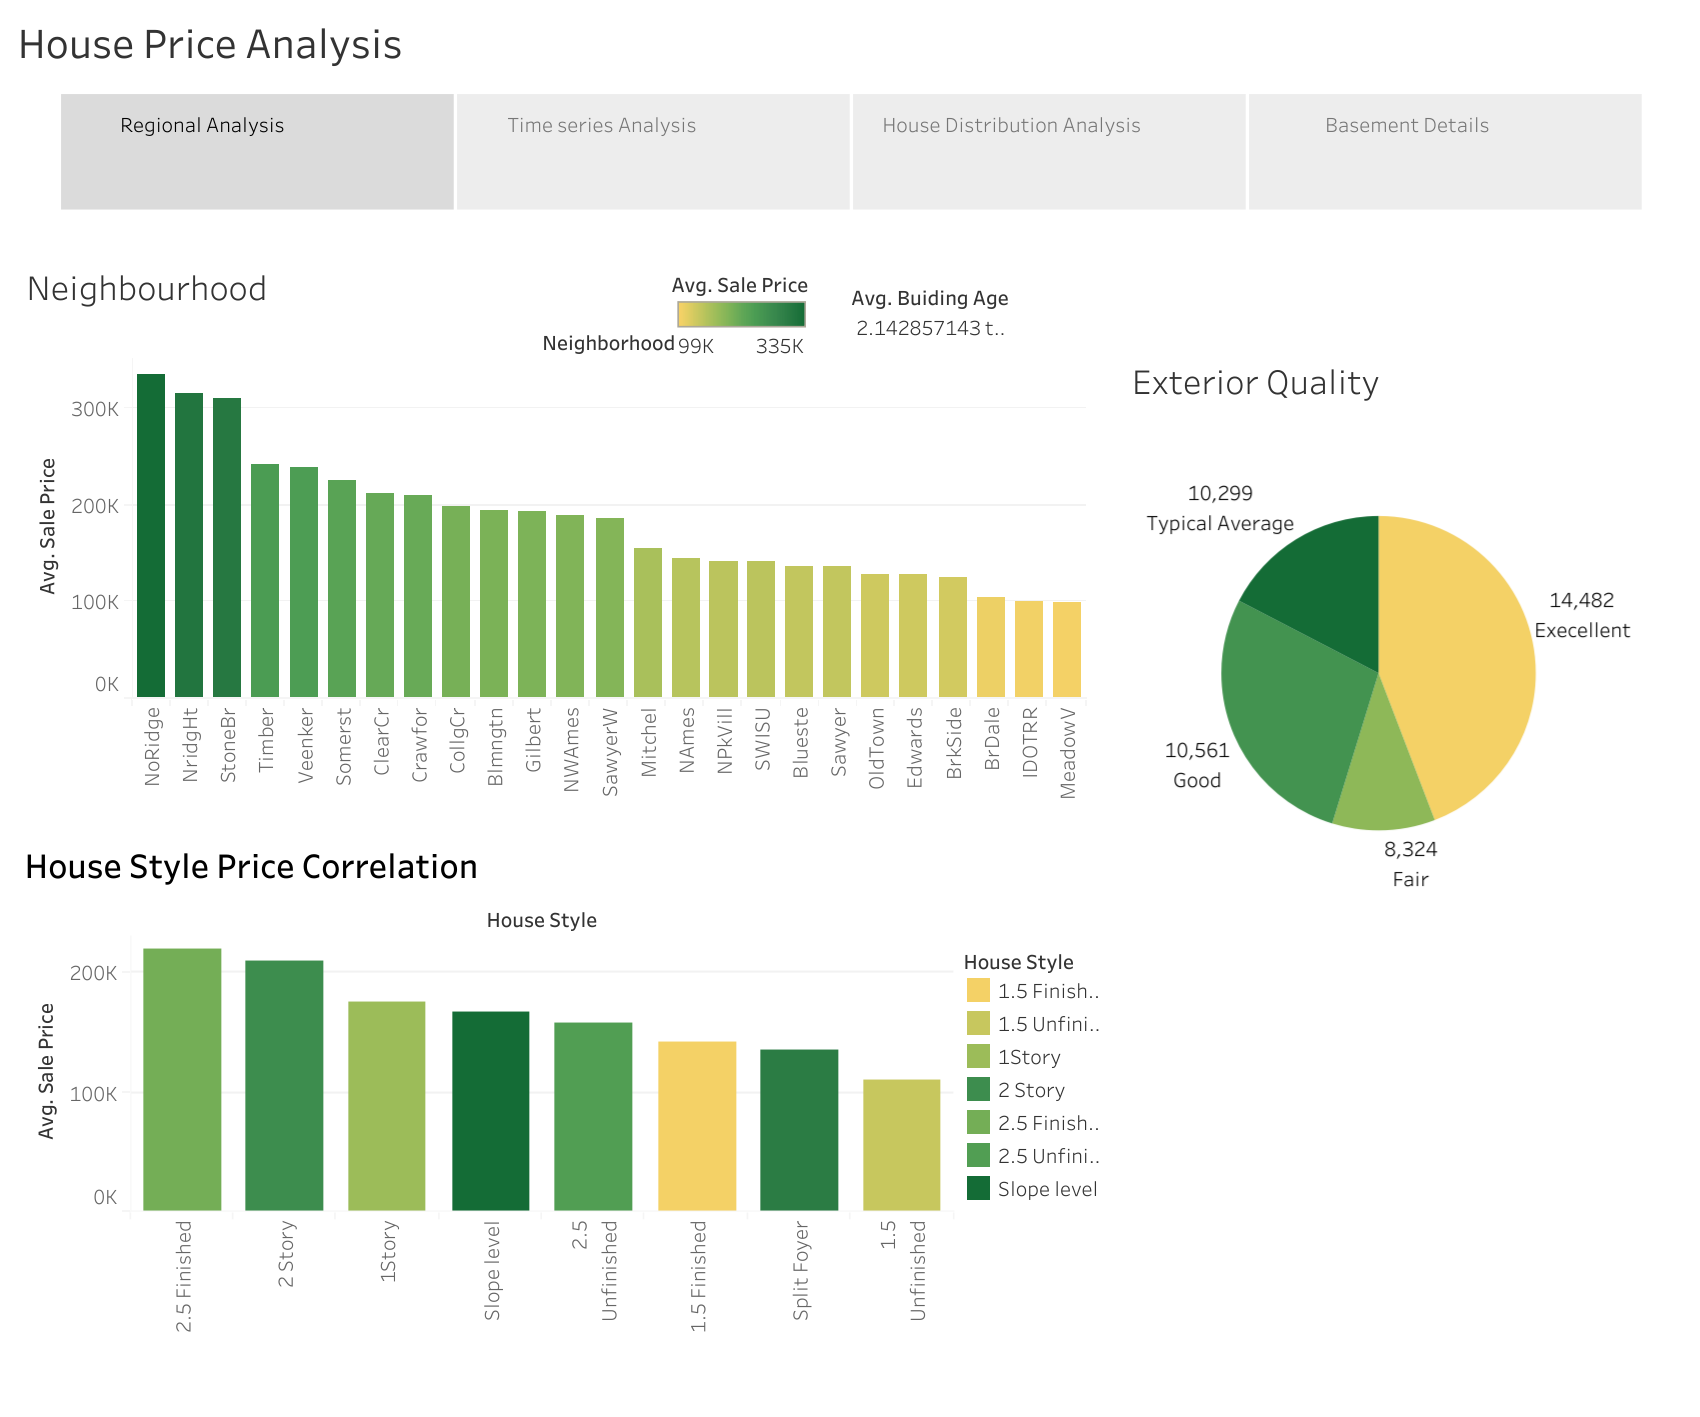 House Price Analysis
Regional Analysis
Time series Analysis
House Distribution Analysis
Basement Details
Neighbourhood
Avg. Sale Price
99K
335K
Avg. Buiding Age
2.142857143 t..
Neighborhood
Avg. Sale Price
300K
200K
100K
0K
NoRidge
NridgHt
StoneBr
Timber
Veenker
Somerst
ClearCr
Crawfor
CollgCr
Blmngtn
Gilbert
NWAmes
SawyerW
Mitchel
NAmes
NPkVill
SWISU
Blueste
Sawyer
OldTown
Edwards
BrkSide
BrDale
IDOTRR
MeadowV
Exterior Quality
10,299
Typical Average
14,482
Execellent
10,561
Good
8,324
Fair
House Style Price Correlation
House Style
Avg. Sale Price
200K
100K
0K
2.5 Finished
2 Story
1Story
Slope level
2.5
Unfinished
1.5 Finished
Split Foyer
1.5
Unfinished
House Style
1.5 Finish..
1.5 Unfini..
1Story
2 Story
2.5 Finish..
2.5 Unfini..
Slope level